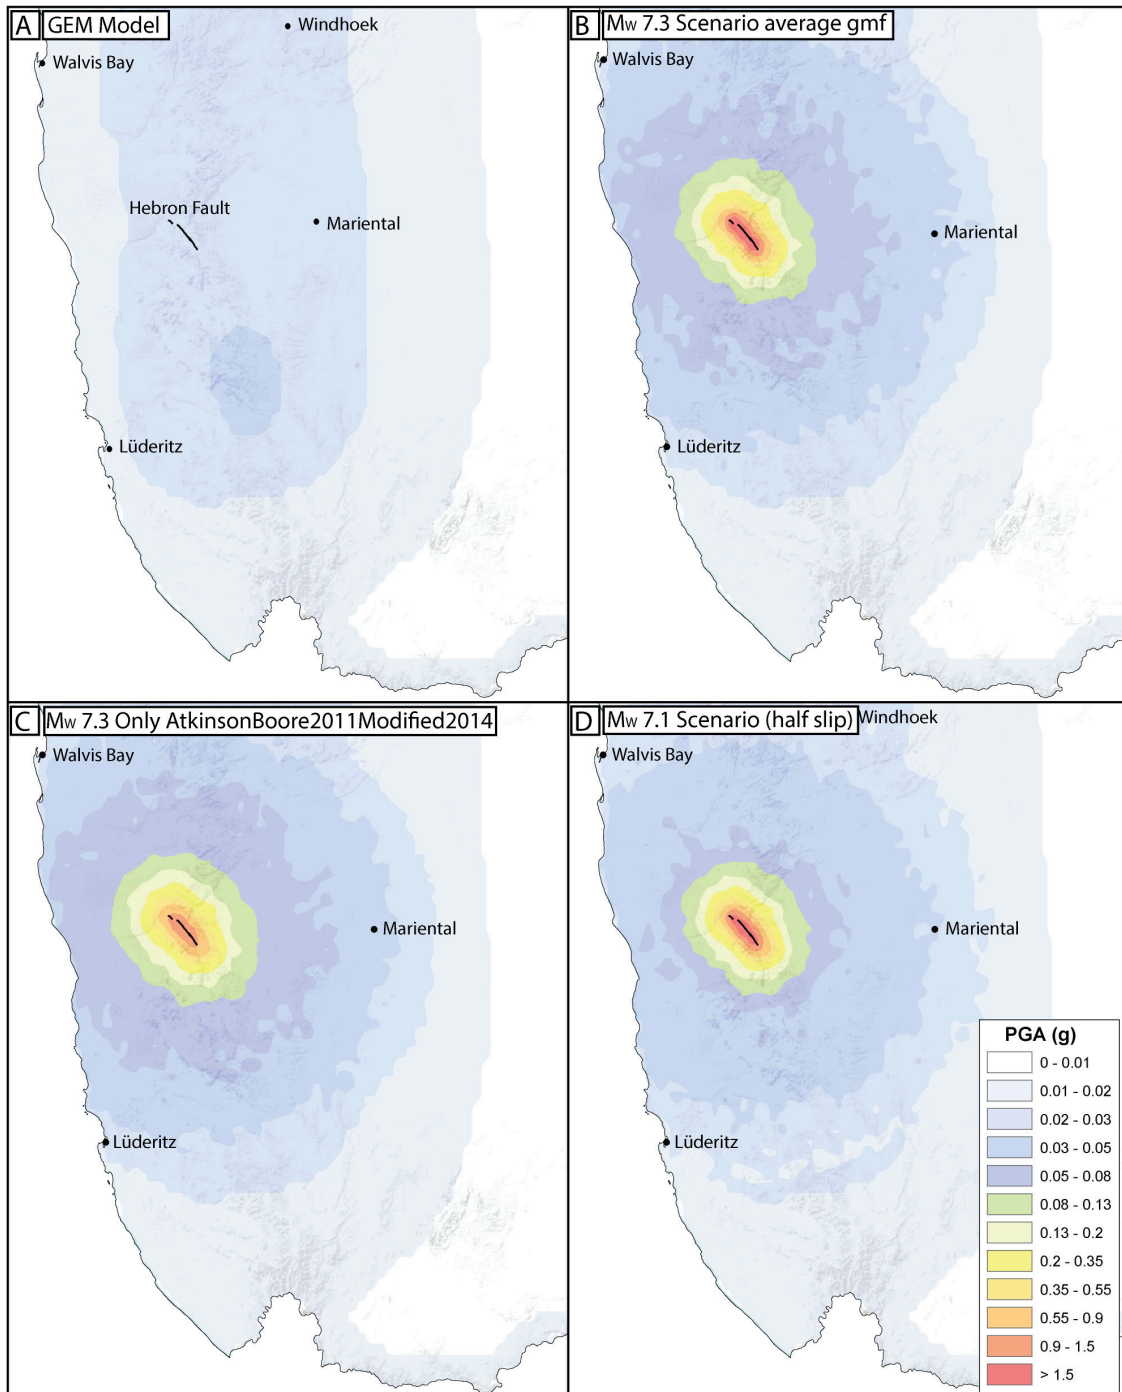 A GEM Model
Windhoek
Walvis Bay
Hebron Fault
Mariental
Lüderitz
B Mw 7.3 Scenario average gmf
Walvis Bay
Mariental
Lüderitz
C Mw 7.3 Only AtkinsonBoore2011Modified2014
Walvis Bay
Mariental
Lüderitz
D Mw 7.1 Scenario (half slip) Windhoek
Walvis Bay
Mariental
Lüderitz
PGA (g)
0 - 0.01
0.01 - 0.02
0.02 - 0.03
0.03 - 0.05
0.05 - 0.08
0.08 - 0.13
0.13 - 0.2
0.2 - 0.35
0.35 - 0.55
0.55 - 0.9
0.9 - 1.5
> 1.5